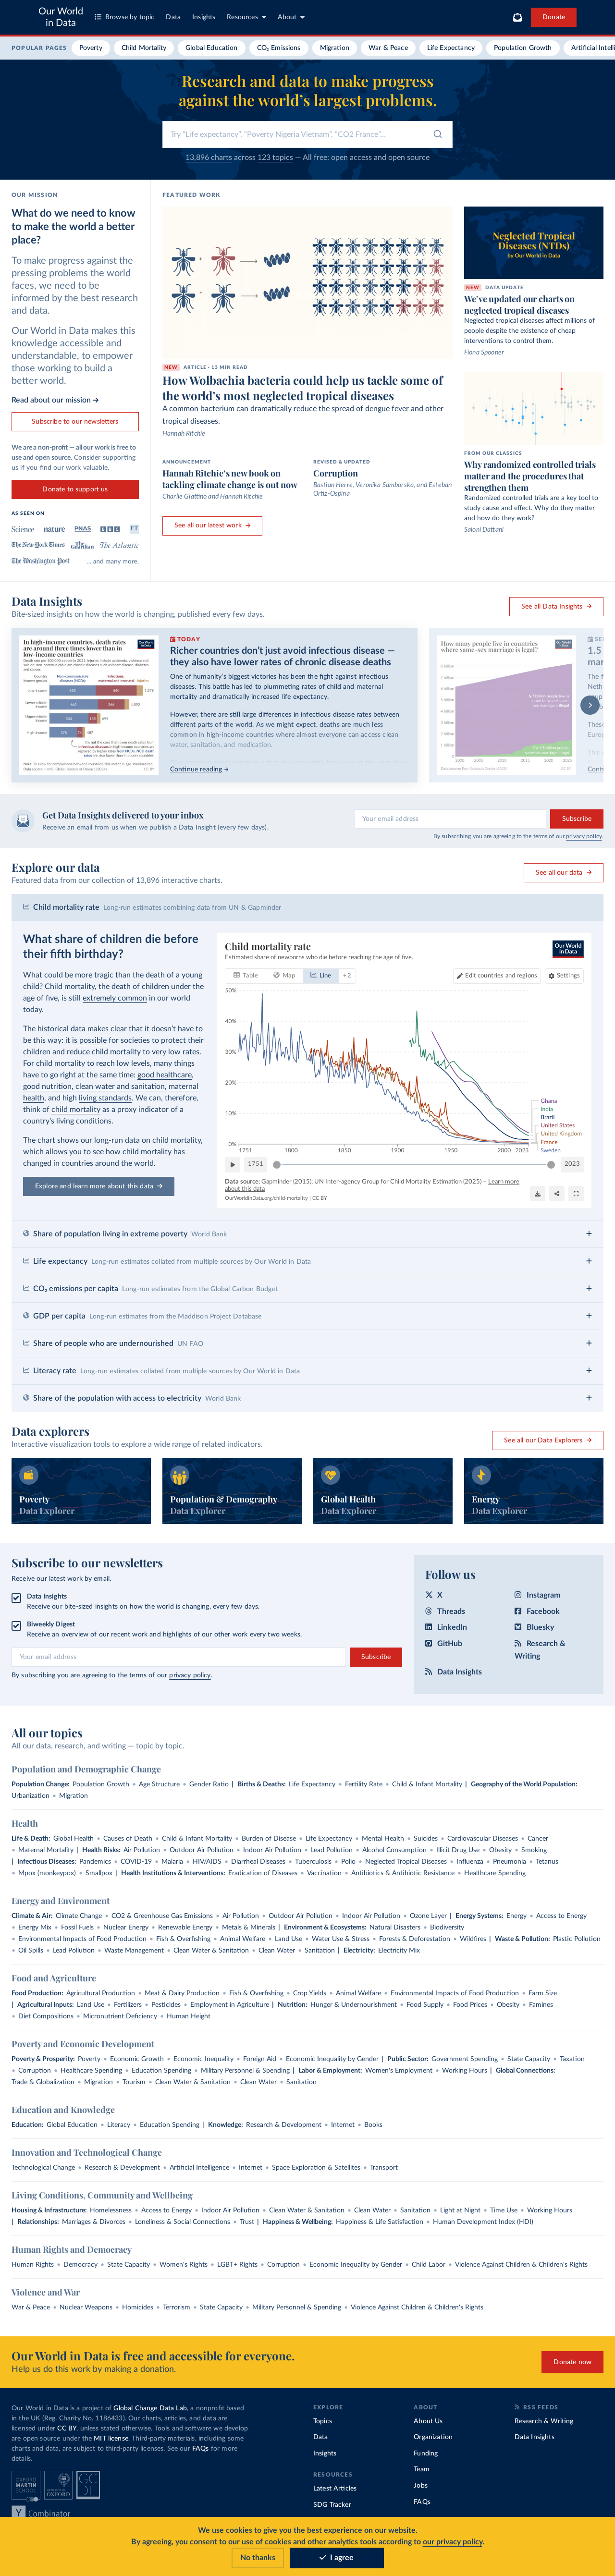 Our World
in Data
Browse by topic
Data
Insights
Resources
About
Donate
POPULAR PAGES
Poverty
Child Mortality
Global Education
CO₂ Emissions
Migration
War & Peace
Life Expectancy
Population Growth
Artificial Intelli
Research and data to make progress
against the world's largest problems.
Try "Life expectancy", "Poverty Nigeria Vietnam", "CO2 France"...
13,896 charts across 123 topics — All free: open access and open source
OUR MISSION
What do we need to know to make the world a better place?
To make progress against the pressing problems the world faces, we need to be informed by the best research and data.
Our World in Data makes this knowledge accessible and understandable, to empower those working to build a better world.
Read about our mission →
Subscribe to our newsletters
We are a non-profit — all our work is free to use and open source. Consider supporting us if you find our work valuable.
Donate to support us
AS SEEN ON
Science
nature
PNAS
BBC
FT
The New York Times
The Guardian
The Atlantic
The Washington Post
... and many more.
FEATURED WORK
NEW ARTICLE · 13 MIN READ
How Wolbachia bacteria could help us tackle some of the world's most neglected tropical diseases
A common bacterium can dramatically reduce the spread of dengue fever and other tropical diseases.
Hannah Ritchie
ANNOUNCEMENT
Hannah Ritchie's new book on tackling climate change is out now
Charlie Giattino and Hannah Ritchie
REVISED & UPDATED
Corruption
Bastian Herre, Veronika Samborska, and Esteban Ortiz-Ospina
See all our latest work →
Neglected Tropical
Diseases (NTDs)
by Our World in Data
NEW DATA UPDATE
We've updated our charts on neglected tropical diseases
Neglected tropical diseases affect millions of people despite the existence of cheap interventions to control them.
Fiona Spooner
FROM OUR CLASSICS
Why randomized controlled trials matter and the procedures that strengthen them
Randomized controlled trials are a key tool to study cause and effect. Why do they matter and how do they work?
Saloni Dattani
Data Insights
Bite-sized insights on how the world is changing, published every few days.
See all Data Insights →
In high-income countries, death rates are around three times lower than in low-income countries
TODAY
Richer countries don't just avoid infectious disease — they also have lower rates of chronic disease deaths
One of humanity's biggest victories has been the fight against infectious diseases. This battle has led to plummeting rates of child and maternal mortality and dramatically increased life expectancy.
However, there are still large differences in infectious disease rates between different parts of the world. As we might expect, deaths are much less common in high-income countries where almost everyone can access clean water, sanitation, and medication.
Continue reading →
How many people live in countries where same-sex marriage is legal?
Get Data Insights delivered to your inbox
Receive an email from us when we publish a Data Insight (every few days).
Your email address
Subscribe
By subscribing you are agreeing to the terms of our privacy policy.
Explore our data
Featured data from our collection of 13,896 interactive charts.
See all our data →
Child mortality rate Long-run estimates combining data from UN & Gapminder
What share of children die before their fifth birthday?
What could be more tragic than the death of a young child? Child mortality, the death of children under the age of five, is still extremely common in our world today.
The historical data makes clear that it doesn't have to be this way: it is possible for societies to protect their children and reduce child mortality to very low rates. For child mortality to reach low levels, many things have to go right at the same time: good healthcare, good nutrition, clean water and sanitation, maternal health, and high living standards. We can, therefore, think of child mortality as a proxy indicator of a country's living conditions.
The chart shows our long-run data on child mortality, which allows you to see how child mortality has changed in countries around the world.
Explore and learn more about this data →
Child mortality rate
Estimated share of newborns who die before reaching the age of five.
Our World
in Data
Table
Map
Line
+2
Edit countries and regions
Settings
50%
40%
30%
20%
10%
0%
1751
1800
1850
1900
1950
2000
2023
Ghana
India
Brazil
United States
United Kingdom
France
Sweden
1751
2023
Data source: Gapminder (2015); UN Inter-agency Group for Child Mortality Estimation (2025) – Learn more about this data
OurWorldinData.org/child-mortality | CC BY
Share of population living in extreme poverty World Bank
Life expectancy Long-run estimates collated from multiple sources by Our World in Data
CO₂ emissions per capita Long-run estimates from the Global Carbon Budget
GDP per capita Long-run estimates from the Maddison Project Database
Share of people who are undernourished UN FAO
Literacy rate Long-run estimates collated from multiple sources by Our World in Data
Share of the population with access to electricity World Bank
Data explorers
Interactive visualization tools to explore a wide range of related indicators.
See all our Data Explorers →
Poverty
Data Explorer
Population & Demography
Data Explorer
Global Health
Data Explorer
Energy
Data Explorer
Subscribe to our newsletters
Receive our latest work by email.
Data Insights
Receive our bite-sized insights on how the world is changing, every few days.
Biweekly Digest
Receive an overview of our recent work and highlights of our other work every two weeks.
Your email address
Subscribe
By subscribing you are agreeing to the terms of our privacy policy.
Follow us
X
Instagram
Threads
Facebook
LinkedIn
Bluesky
GitHub
Research & Writing
Data Insights
All our topics
All our data, research, and writing — topic by topic.
Population and Demographic Change
Population Change: Population Growth • Age Structure • Gender Ratio | Births & Deaths: Life Expectancy • Fertility Rate • Child & Infant Mortality | Geography of the World Population:
Urbanization • Migration
Health
Life & Death: Global Health • Causes of Death • Child & Infant Mortality • Burden of Disease • Life Expectancy • Mental Health • Suicides • Cardiovascular Diseases • Cancer
• Maternal Mortality | Health Risks: Air Pollution • Outdoor Air Pollution • Indoor Air Pollution • Lead Pollution • Alcohol Consumption • Illicit Drug Use • Obesity • Smoking
| Infectious Diseases: Pandemics • COVID-19 • Malaria • HIV/AIDS • Diarrheal Diseases • Tuberculosis • Polio • Neglected Tropical Diseases • Influenza • Pneumonia • Tetanus
• Mpox (monkeypox) • Smallpox | Health Institutions & Interventions: Eradication of Diseases • Vaccination • Antibiotics & Antibiotic Resistance • Healthcare Spending
Energy and Environment
Climate & Air: Climate Change • CO2 & Greenhouse Gas Emissions • Air Pollution • Outdoor Air Pollution • Indoor Air Pollution • Ozone Layer | Energy Systems: Energy • Access to Energy
• Energy Mix • Fossil Fuels • Nuclear Energy • Renewable Energy • Metals & Minerals | Environment & Ecosystems: Natural Disasters • Biodiversity
• Environmental Impacts of Food Production • Fish & Overfishing • Animal Welfare • Land Use • Water Use & Stress • Forests & Deforestation • Wildfires | Waste & Pollution: Plastic Pollution
• Oil Spills • Lead Pollution • Waste Management • Clean Water & Sanitation • Clean Water • Sanitation | Electricity: Electricity Mix
Food and Agriculture
Food Production: Agricultural Production • Meat & Dairy Production • Fish & Overfishing • Crop Yields • Animal Welfare • Environmental Impacts of Food Production • Farm Size
| Agricultural Inputs: Land Use • Fertilizers • Pesticides • Employment in Agriculture | Nutrition: Hunger & Undernourishment • Food Supply • Food Prices • Obesity • Famines
• Diet Compositions • Micronutrient Deficiency • Human Height
Poverty and Economic Development
Poverty & Prosperity: Poverty • Economic Growth • Economic Inequality • Foreign Aid • Economic Inequality by Gender | Public Sector: Government Spending • State Capacity • Taxation
• Corruption • Healthcare Spending • Education Spending • Military Personnel & Spending | Labor & Employment: Women's Employment • Working Hours | Global Connections:
Trade & Globalization • Migration • Tourism • Clean Water & Sanitation • Clean Water • Sanitation
Education and Knowledge
Education: Global Education • Literacy • Education Spending | Knowledge: Research & Development • Internet • Books
Innovation and Technological Change
Technological Change • Research & Development • Artificial Intelligence • Internet • Space Exploration & Satellites • Transport
Living Conditions, Community and Wellbeing
Housing & Infrastructure: Homelessness • Access to Energy • Indoor Air Pollution • Clean Water & Sanitation • Clean Water • Sanitation • Light at Night • Time Use • Working Hours
| Relationships: Marriages & Divorces • Loneliness & Social Connections • Trust | Happiness & Wellbeing: Happiness & Life Satisfaction • Human Development Index (HDI)
Human Rights and Democracy
Human Rights • Democracy • State Capacity • Women's Rights • LGBT+ Rights • Corruption • Economic Inequality by Gender • Child Labor • Violence Against Children & Children's Rights
Violence and War
War & Peace • Nuclear Weapons • Homicides • Terrorism • State Capacity • Military Personnel & Spending • Violence Against Children & Children's Rights
Our World in Data is free and accessible for everyone.
Help us do this work by making a donation.
Donate now
Our World in Data is a project of Global Change Data Lab, a nonprofit based in the UK (Reg. Charity No. 1186433). Our charts, articles, and data are licensed under CC BY, unless stated otherwise. Tools and software we develop are open source under the MIT license. Third-party materials, including some charts and data, are subject to third-party licenses. See our FAQs for more details.
OXFORD MARTIN SCHOOL
UNIVERSITY OF OXFORD
GCDL
Y Combinator
EXPLORE
Topics
Data
Insights
RESOURCES
Latest Articles
SDG Tracker
ABOUT
About Us
Organization
Funding
Team
Jobs
FAQs
RSS FEEDS
Research & Writing
Data Insights
We use cookies to give you the best experience on our website.
By agreeing, you consent to our use of cookies and other analytics tools according to our privacy policy.
No thanks
I agree